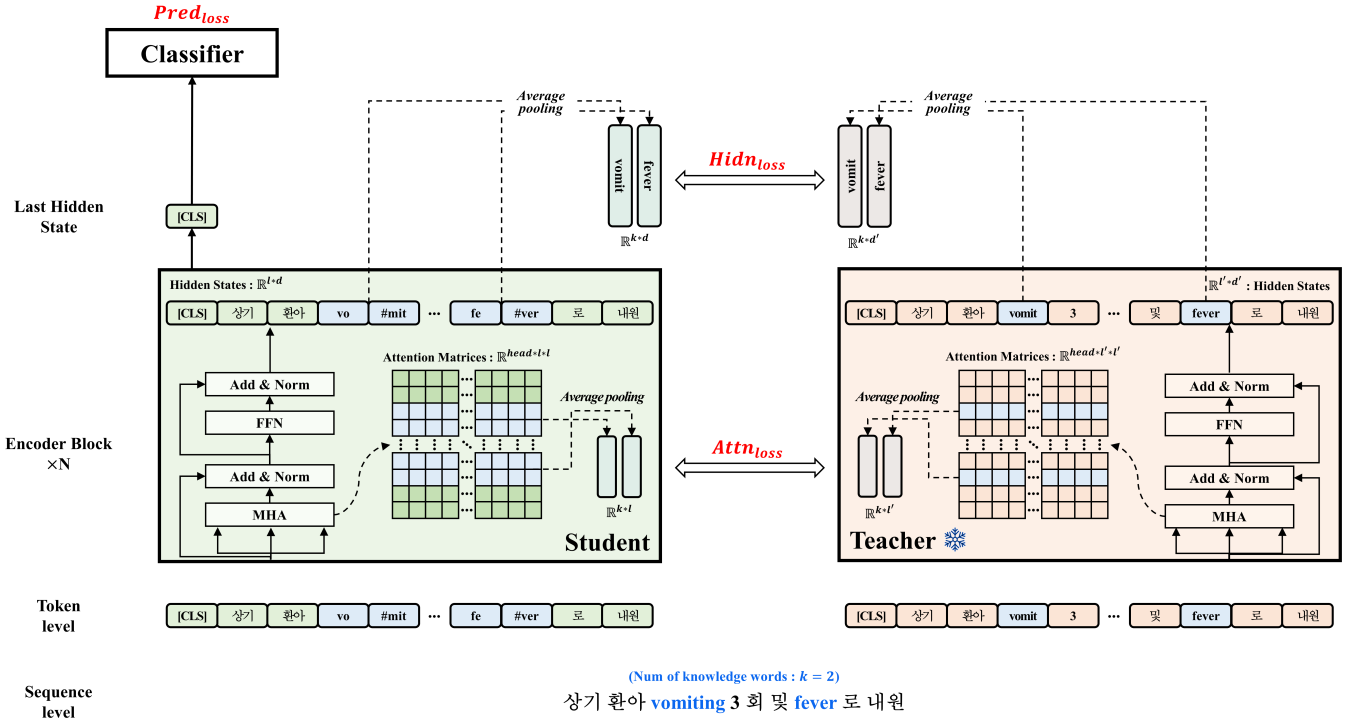 Pred_loss
Classifier
Average pooling
vomit
fever
ℝ^{k*d}
Hidn_loss
Average pooling
vomit
fever
ℝ^{k*d'}
Last Hidden State
[CLS]
Hidden States : ℝ^{l*d}
[CLS] 상기 환아 vo #mit ... fe #ver 로 내원
Add & Norm
FFN
Add & Norm
MHA
Attention Matrices : ℝ^{head*l*l}
Average pooling
ℝ^{k*l}
Student
Encoder Block ×N
Attn_loss
ℝ^{l'*d'} : Hidden States
[CLS] 상기 환아 vomit 3 ... 및 fever 로 내원
Attention Matrices : ℝ^{head*l'*l'}
Average pooling
ℝ^{k*l'}
Add & Norm
FFN
Add & Norm
MHA
Teacher
Token level
[CLS] 상기 환아 vo #mit ... fe #ver 로 내원
[CLS] 상기 환아 vomit 3 ... 및 fever 로 내원
Sequence level
(Num of knowledge words : k = 2)
상기 환아 vomiting 3 회 및 fever 로 내원